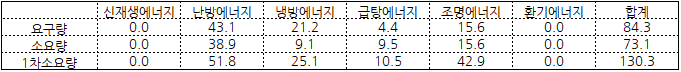 신재생에너지 난방에너지 냉방에너지 급탕에너지 조명에너지 환기에너지 합계
요구량 0.0 43.1 21.2 4.4 15.6 0.0 84.3
소요량 0.0 38.9 9.1 9.5 15.6 0.0 73.1
1차소요량 0.0 51.8 25.1 10.5 42.9 0.0 130.3